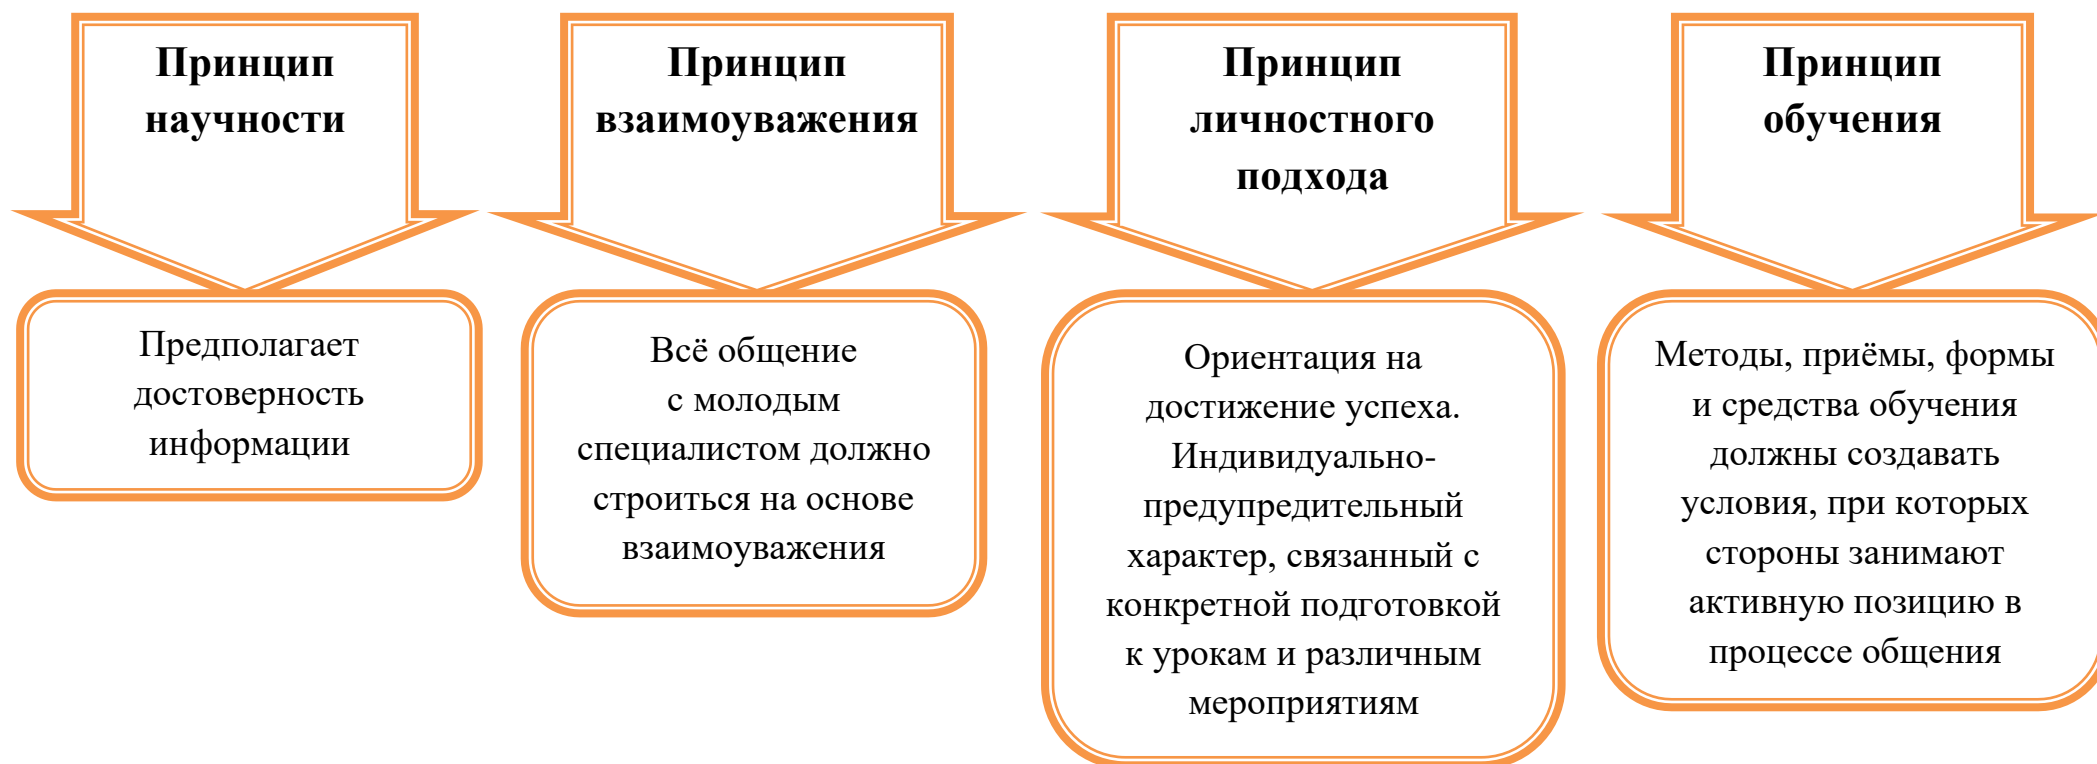 Принцип
научности
Предполагает
достоверность
информации
Принцип
взаимоуважения
Всё общение
с молодым
специалистом должно
строиться на основе
взаимоуважения
Принцип
личностного
подхода
Ориентация на
достижение успеха.
Индивидуально-
предупредительный
характер, связанный с
конкретной подготовкой
к урокам и различным
мероприятиям
Принцип
обучения
Методы, приёмы, формы
и средства обучения
должны создавать
условия, при которых
стороны занимают
активную позицию в
процессе общения